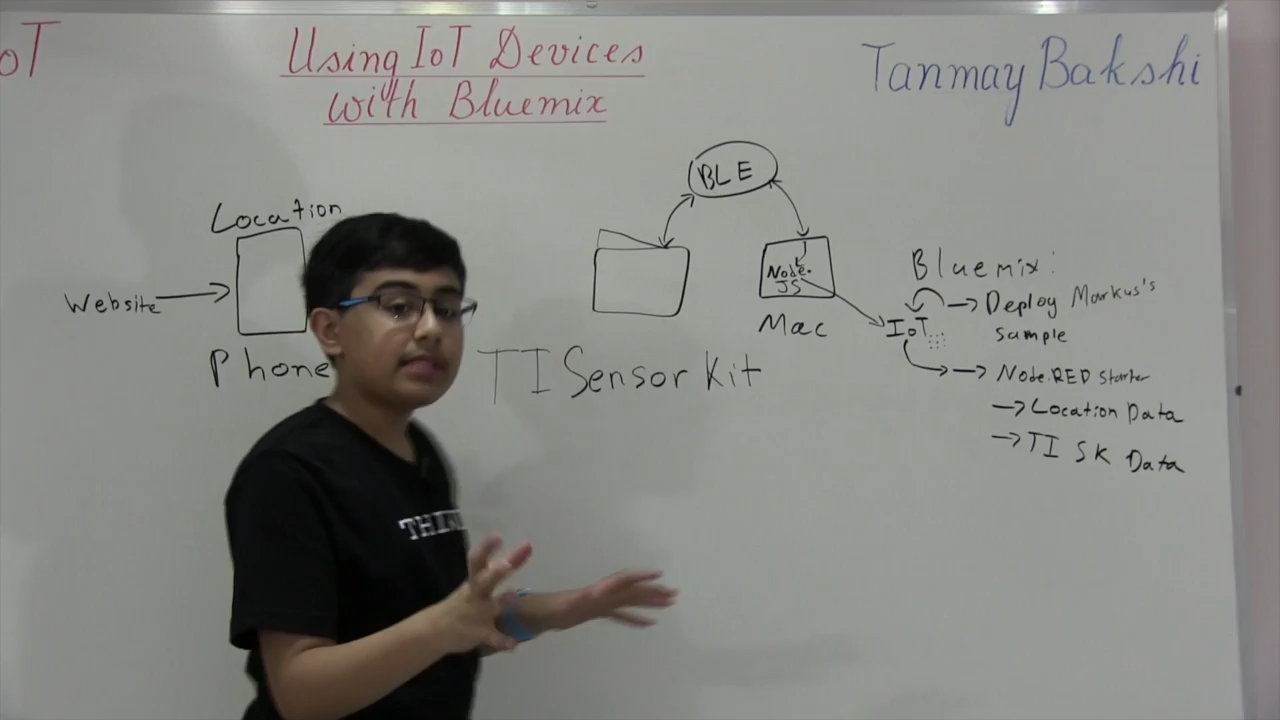 oT
Using IoT Devices
with Bluemix
Tanmay Bakshi
BLE
Location
Website
Phone
Node.
JS
Mac
TI Sensor Kit
Bluemix:
IoT
Deploy Markus's
sample
Node.RED Starter
Location Data
TI SK Data